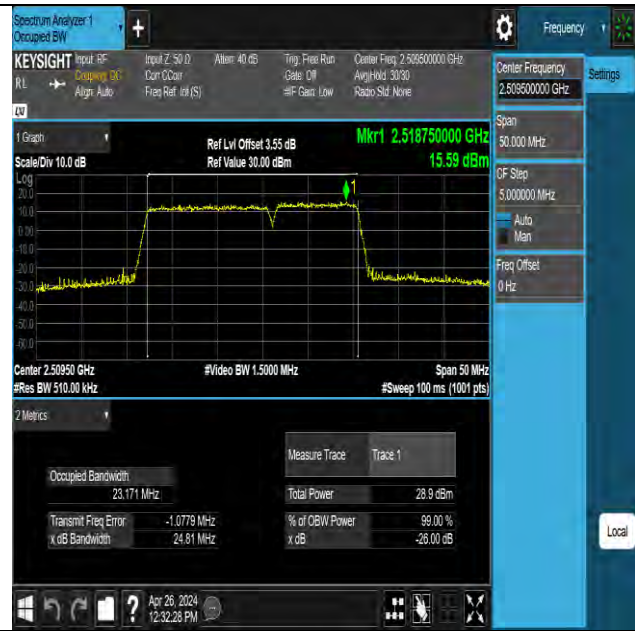 Spectrum Analyzer 1
Occupied BW
+
Frequency
KEYSIGHT Input: RF Input Z: 50 Ω Atten: 40 dB Trig: Free Run Center Freq: 2.509500000 GHz
RL Coupling: DC Corr CCorr Gate: Off Avg|Hold: 30/30
Align: Auto Freq Ref: Int (S) #IF Gain: Low Radio Std: None
Center Frequency
2.509500000 GHz
Settings
Span
50.000 MHz
CF Step
5.000000 MHz
Auto
Man
Freq Offset
0 Hz
1 Graph
Ref Lvl Offset 3.55 dB
Mkr1 2.518750000 GHz
Scale/Div 10.0 dB
Ref Value 30.00 dBm
15.59 dBm
Log
1
20.0
10.0
0.00
-10.0
-20.0
-30.0
-40.0
-50.0
-60.0
Center 2.50950 GHz #Video BW 1.5000 MHz Span 50 MHz
#Res BW 510.00 kHz #Sweep 100 ms (1001 pts)
2 Metrics
Measure Trace Trace 1
Occupied Bandwidth
23.171 MHz
Total Power 28.9 dBm
Transmit Freq Error -1.0779 MHz % of OBW Power 99.00 %
x dB Bandwidth 24.81 MHz x dB -26.00 dB
Local
? Apr 26, 2024
12:32:28 PM